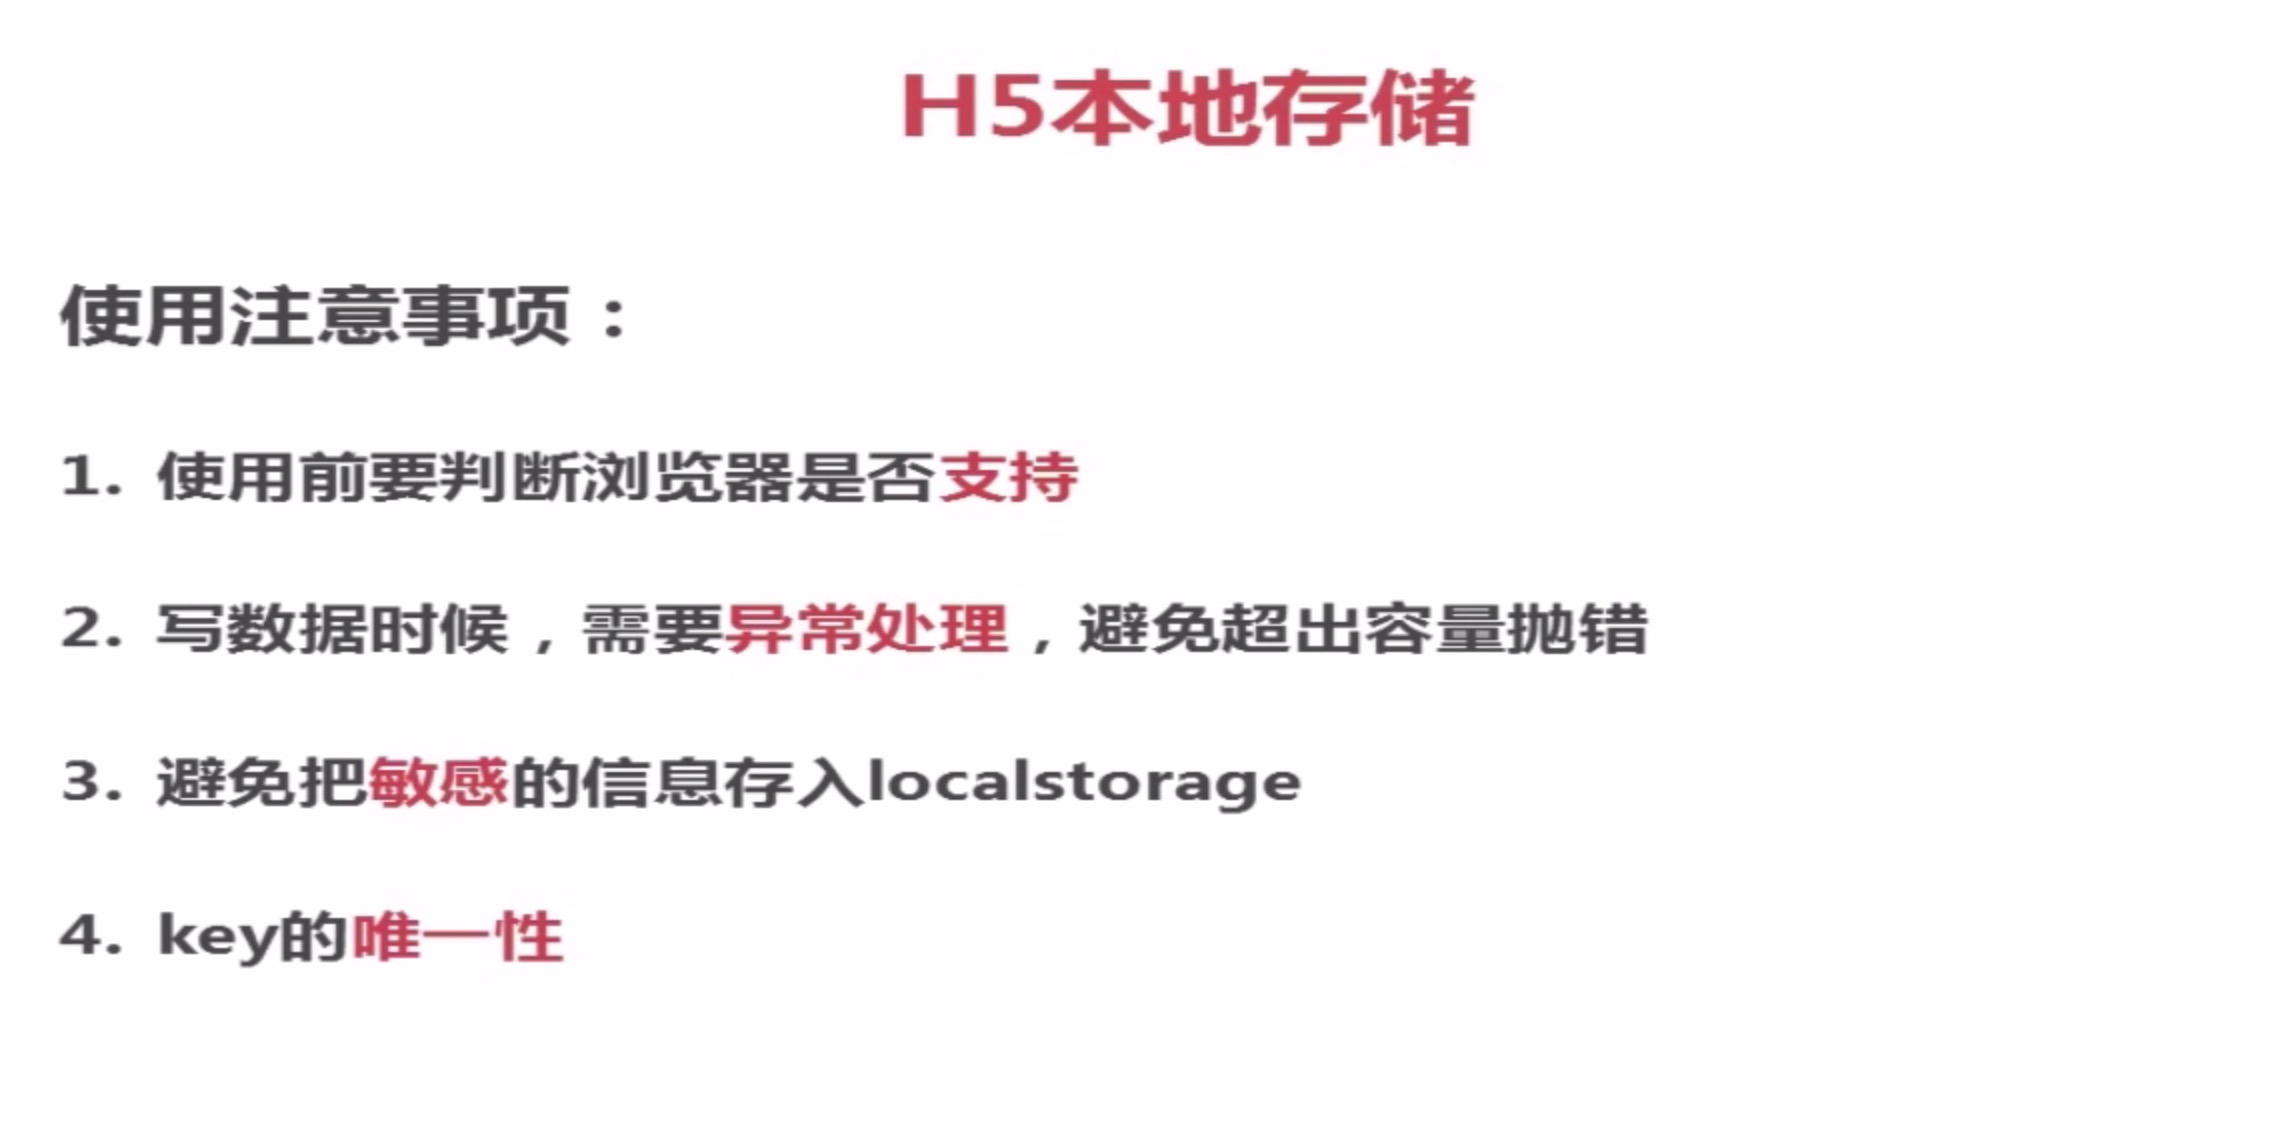 H5本地存储
使用注意事项：
1. 使用前要判断浏览器是否支持
2. 写数据时候，需要异常处理，避免超出容量抛错
3. 避免把敏感的信息存入localstorage
4. key的唯一性